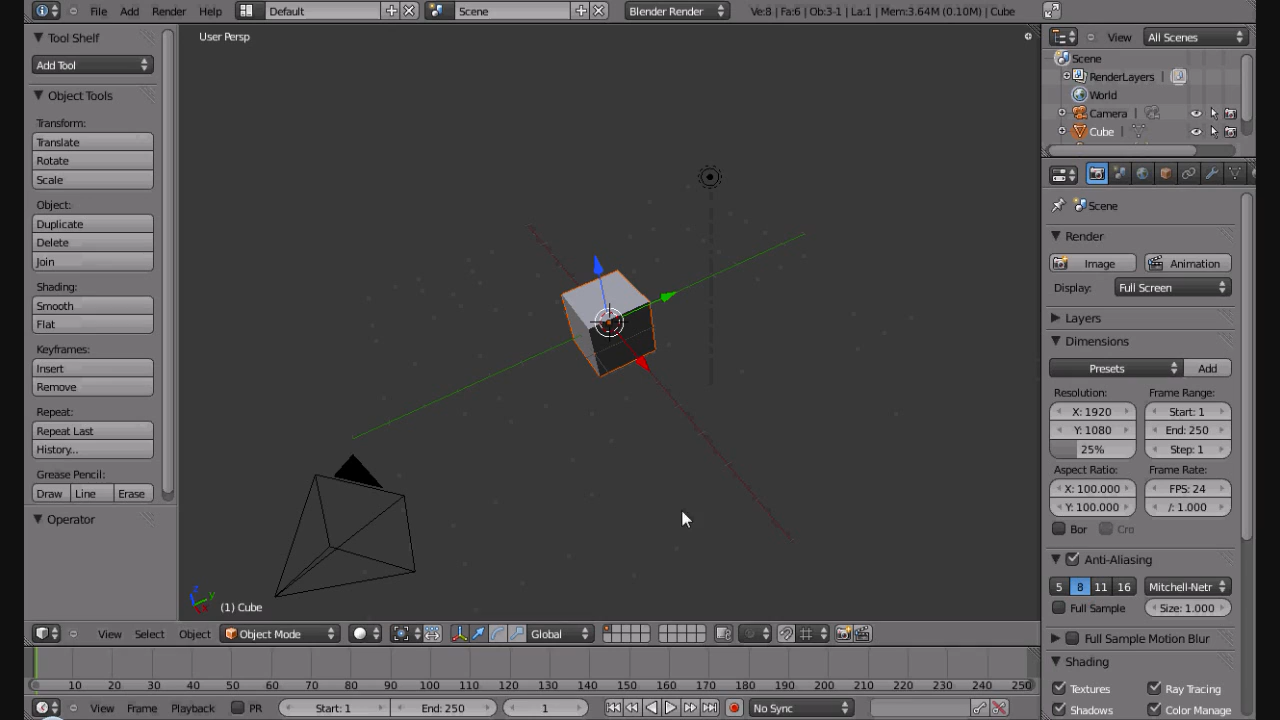 File Add Render Help Default Scene Blender Render Ve:8 | Fa:6 | Ob:3-1 | La:1 | Mem:3.64M (0.10M) | Cube
Tool Shelf
Add Tool
Object Tools
Transform:
Translate
Rotate
Scale
Object:
Duplicate
Delete
Join
Shading:
Smooth
Flat
Keyframes:
Insert
Remove
Repeat:
Repeat Last
History...
Grease Pencil:
Draw Line Erase
Operator
User Persp
z y
(1) Cube
View Select Object Object Mode Global
View All Scenes
Scene
RenderLayers |
World
Camera |
Cube |
Scene
Render
Image Animation
Display: Full Screen
Layers
Dimensions
Presets Add
Resolution: Frame Range:
X: 1920 Start: 1
Y: 1080 End: 250
25% Step: 1
Aspect Ratio: Frame Rate:
X: 100.000 FPS: 24
Y: 100.000 /: 1.000
Bor Cro
Anti-Aliasing
5 8 11 16 Mitchell-Netr
Full Sample Size: 1.000
Full Sample Motion Blur
Shading
Textures Ray Tracing
Shadows Color Manage
10 20 30 40 50 60 70 80 90 100 110 120 130 140 150 160 170 180 190 200 210 220 230 240 250
View Frame Playback PR Start: 1 End: 250 1 No Sync